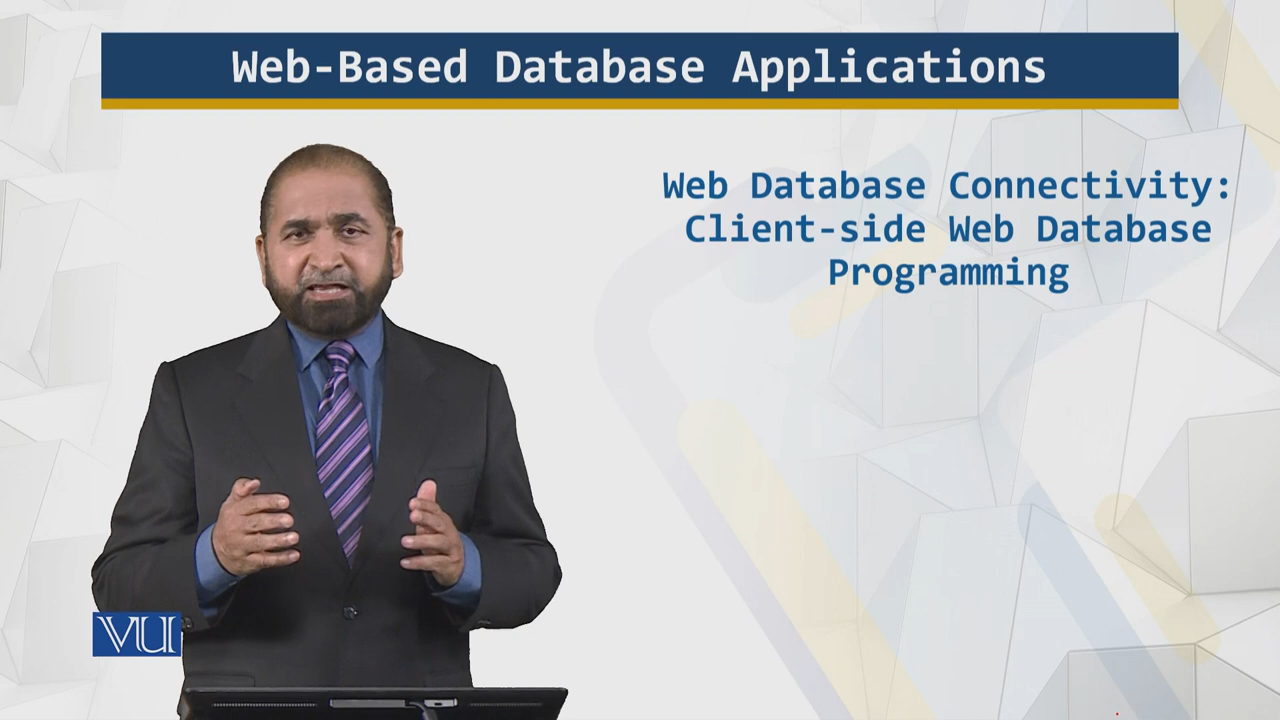 Web-Based Database Applications
Web Database Connectivity:
Client-side Web Database
Programming
VU